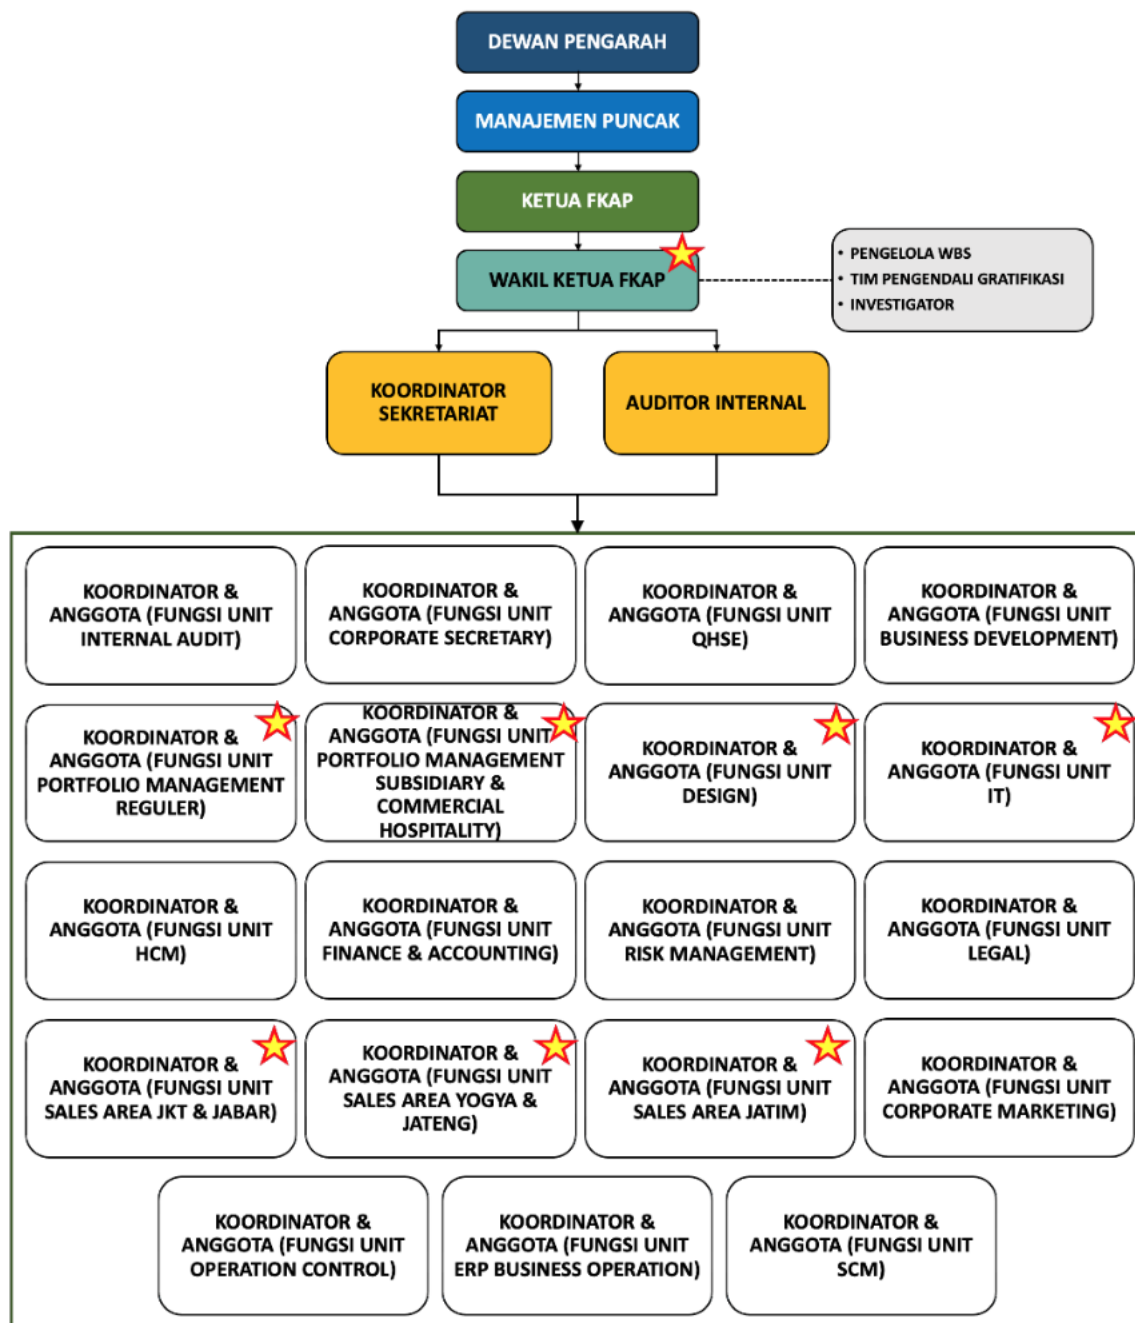 DEWAN PENGARAH
MANAJEMEN PUNCAK
KETUA FKAP
WAKIL KETUA FKAP
• PENGELOLA WBS
• TIM PENGENDALI GRATIFIKASI
• INVESTIGATOR
KOORDINATOR
SEKRETARIAT
AUDITOR INTERNAL
KOORDINATOR &
ANGGOTA (FUNGSI UNIT
INTERNAL AUDIT)
KOORDINATOR &
ANGGOTA (FUNGSI UNIT
CORPORATE SECRETARY)
KOORDINATOR &
ANGGOTA (FUNGSI UNIT
QHSE)
KOORDINATOR &
ANGGOTA (FUNGSI UNIT
BUSINESS DEVELOPMENT)
KOORDINATOR &
ANGGOTA (FUNGSI UNIT
PORTFOLIO MANAGEMENT
REGULER)
KOORDINATOR &
ANGGOTA (FUNGSI UNIT
PORTFOLIO MANAGEMENT
SUBSIDIARY &
COMMERCIAL
HOSPITALITY)
KOORDINATOR &
ANGGOTA (FUNGSI UNIT
DESIGN)
KOORDINATOR &
ANGGOTA (FUNGSI UNIT
IT)
KOORDINATOR &
ANGGOTA (FUNGSI UNIT
HCM)
KOORDINATOR &
ANGGOTA (FUNGSI UNIT
FINANCE & ACCOUNTING)
KOORDINATOR &
ANGGOTA (FUNGSI UNIT
RISK MANAGEMENT)
KOORDINATOR &
ANGGOTA (FUNGSI UNIT
LEGAL)
KOORDINATOR &
ANGGOTA (FUNGSI UNIT
SALES AREA JKT & JABAR)
KOORDINATOR &
ANGGOTA (FUNGSI UNIT
SALES AREA YOGYA &
JATENG)
KOORDINATOR &
ANGGOTA (FUNGSI UNIT
SALES AREA JATIM)
KOORDINATOR &
ANGGOTA (FUNGSI UNIT
CORPORATE MARKETING)
KOORDINATOR &
ANGGOTA (FUNGSI UNIT
OPERATION CONTROL)
KOORDINATOR &
ANGGOTA (FUNGSI UNIT
ERP BUSINESS OPERATION)
KOORDINATOR &
ANGGOTA (FUNGSI UNIT
SCM)